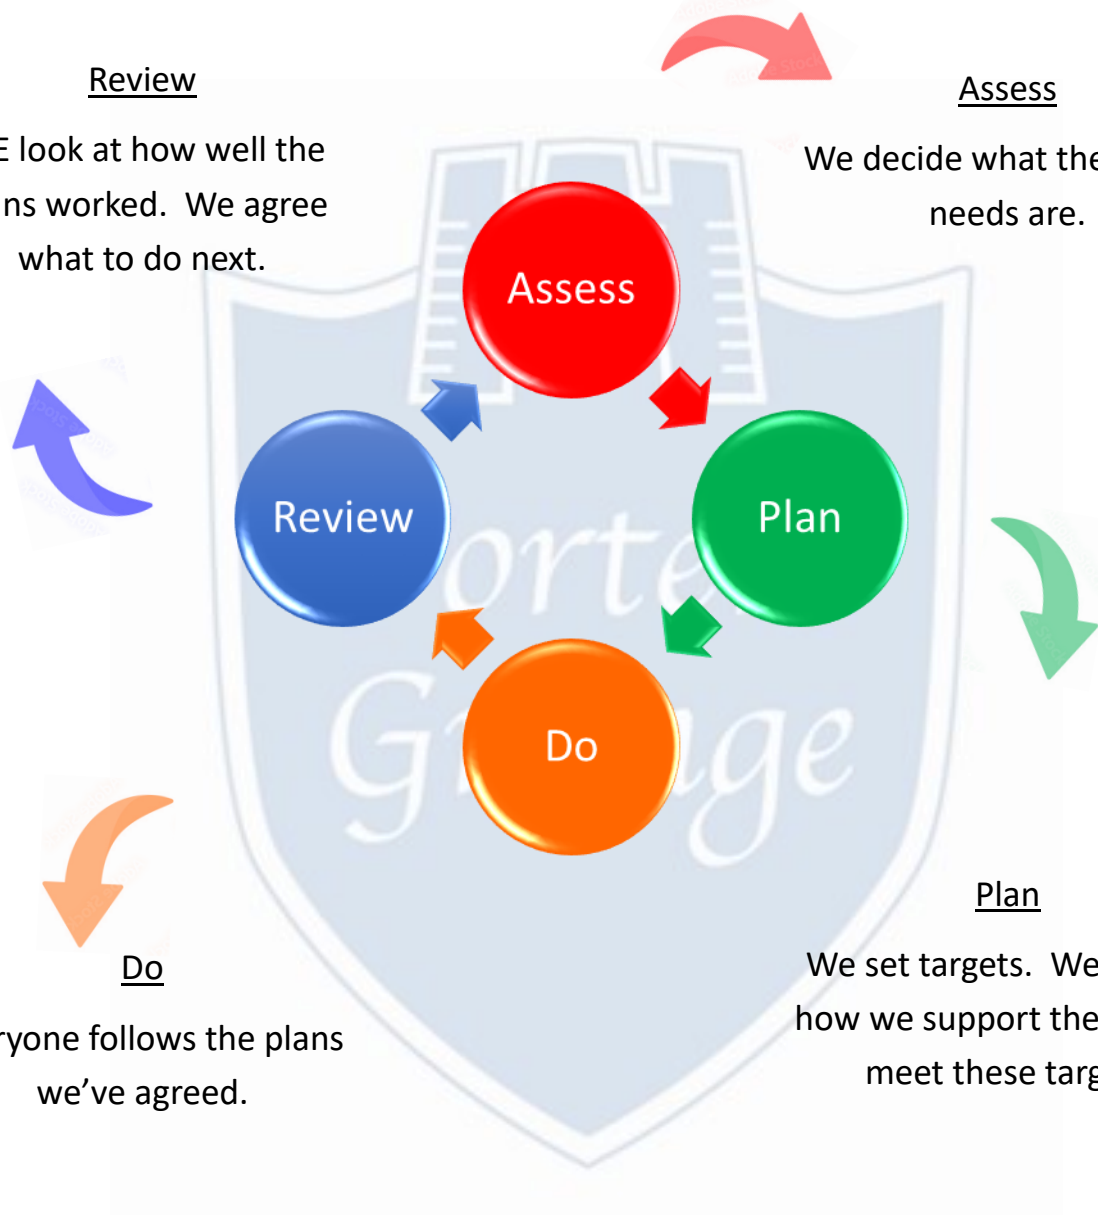 Review
E look at how well the
ns worked.  We agree
what to do next.
Assess
We decide what the
needs are.
Assess
Review
Plan
Do
orte
G
ge
Plan
We set targets.  We
how we support the
meet these targ
Do
ryone follows the plans
we've agreed.